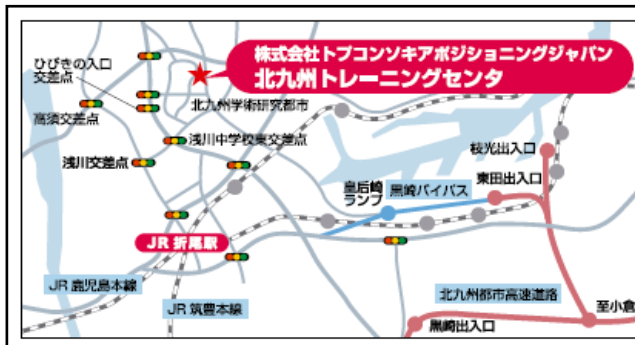 株式会社トプコンソキアポジショニングジャパン
北九州トレーニングセンタ
ひびきの入口
交差点
高須交差点
北九州学術研究都市
浅川中学校東交差点
浅川交差点
枝光出入口
東田出入口
皇后崎
ランプ
黒崎バイパス
JR 折尾駅
JR 鹿児島本線
JR 筑豊本線
北九州都市高速道路
至小倉
黒崎出入口